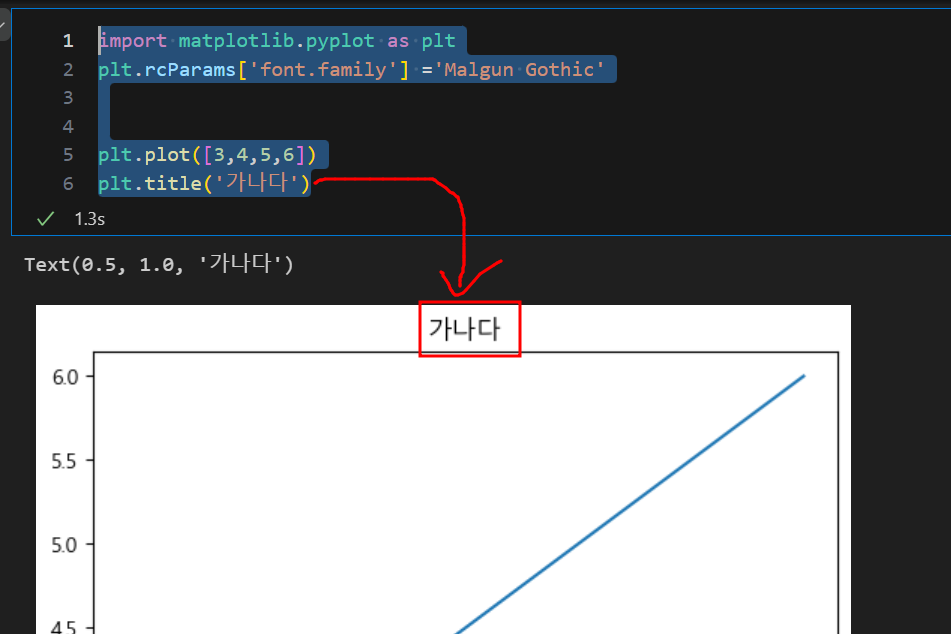 1 import matplotlib.pyplot as plt
2 plt.rcParams['font.family'] ='Malgun Gothic'
3
4
5 plt.plot([3,4,5,6])
6 plt.title('가나다')
1.3s
Text(0.5, 1.0, '가나다')
가나다
6.0
5.5
5.0
4.5